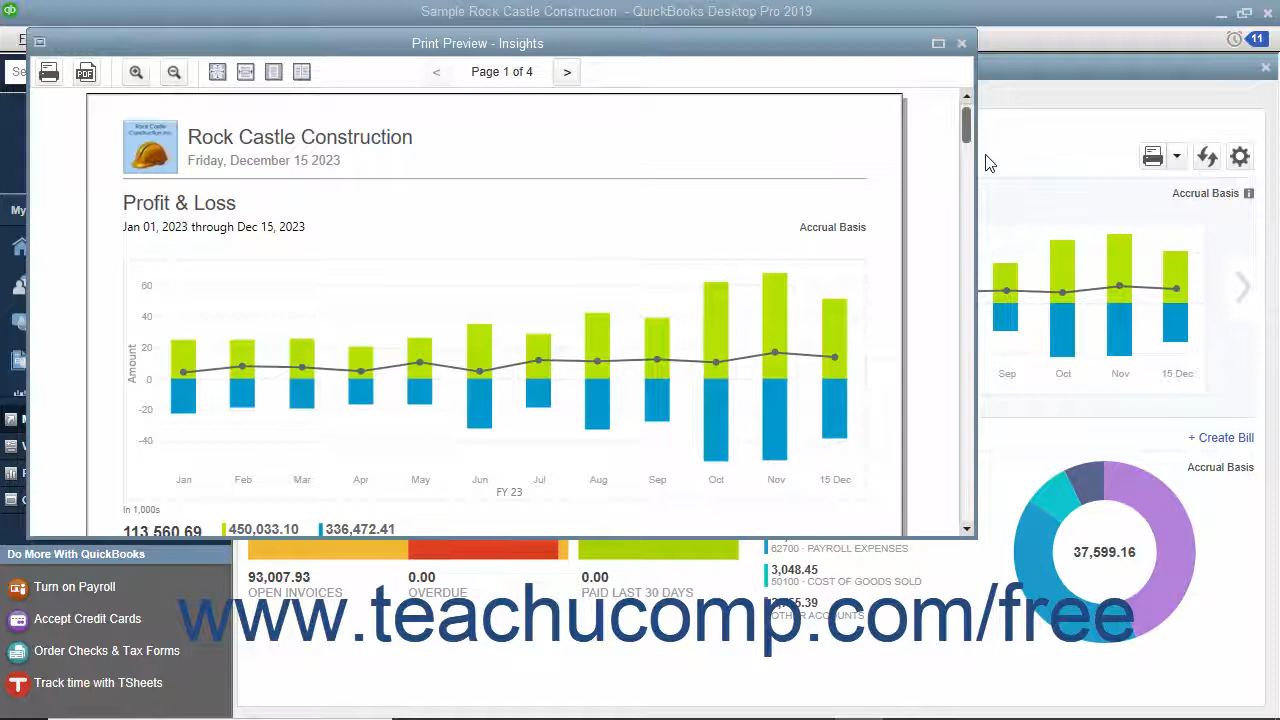 Sample Rock Castle Construction - QuickBooks Desktop Pro 2019
11
Print Preview - Insights
PDF
< Page 1 of 4 >
Rock Castle Construction
Friday, December 15 2023
Profit & Loss
Jan 01, 2023 through Dec 15, 2023
Accrual Basis
60
40
20
0
-20
-40
Amount
Jan Feb Mar Apr May Jun Jul Aug Sep Oct Nov 15 Dec
FY 23
In 1,000s
113,560.69 450,033.10 336,472.41
Accrual Basis
Sep Oct Nov 15 Dec
+ Create Bill
Accrual Basis
37,599.16
My
Do More With QuickBooks
Turn on Payroll
Accept Credit Cards
Order Checks & Tax Forms
Track time with TSheets
93,007.93
OPEN INVOICES
0.00
OVERDUE
0.00
PAID LAST 30 DAYS
62700 · PAYROLL EXPENSES
3,048.45
50100 · COST OF GOODS SOLD
OTHER ACCOUNTS
www.teachucomp.com/free